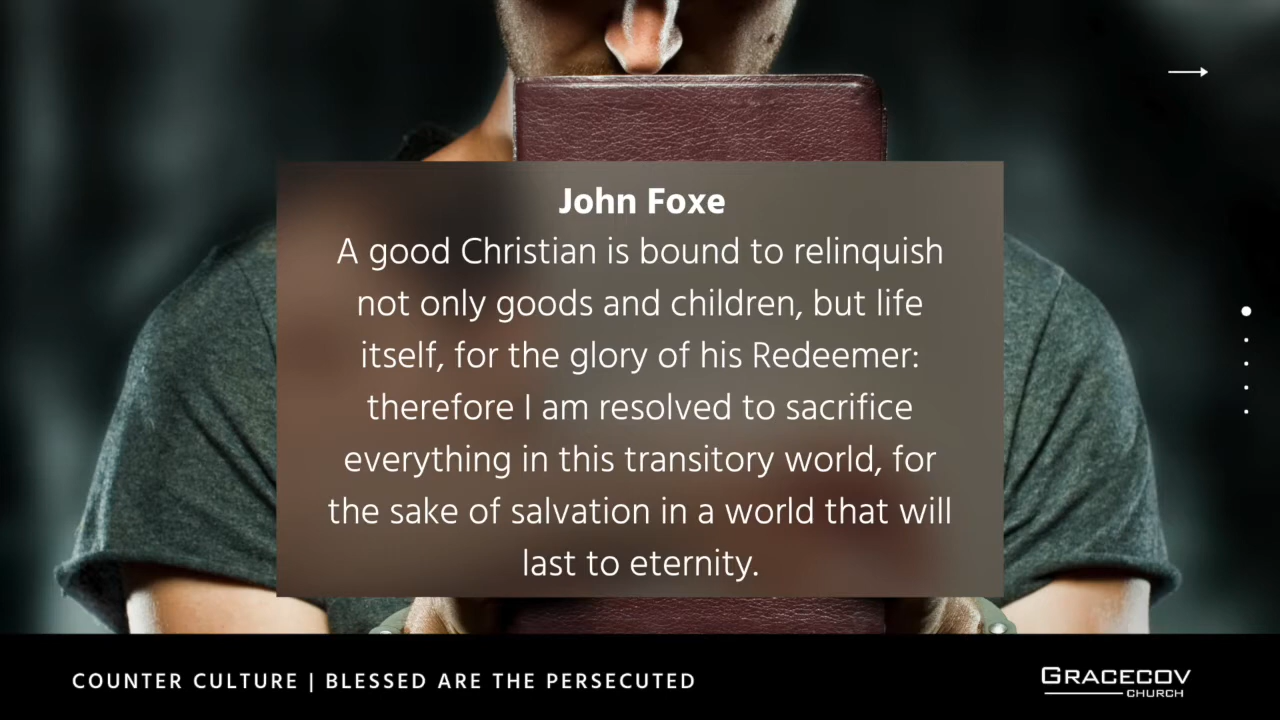 John Foxe
A good Christian is bound to relinquish
not only goods and children, but life
itself, for the glory of his Redeemer:
therefore I am resolved to sacrifice
everything in this transitory world, for
the sake of salvation in a world that will
last to eternity.
COUNTER CULTURE | BLESSED ARE THE PERSECUTED
GRACECOV
CHURCH